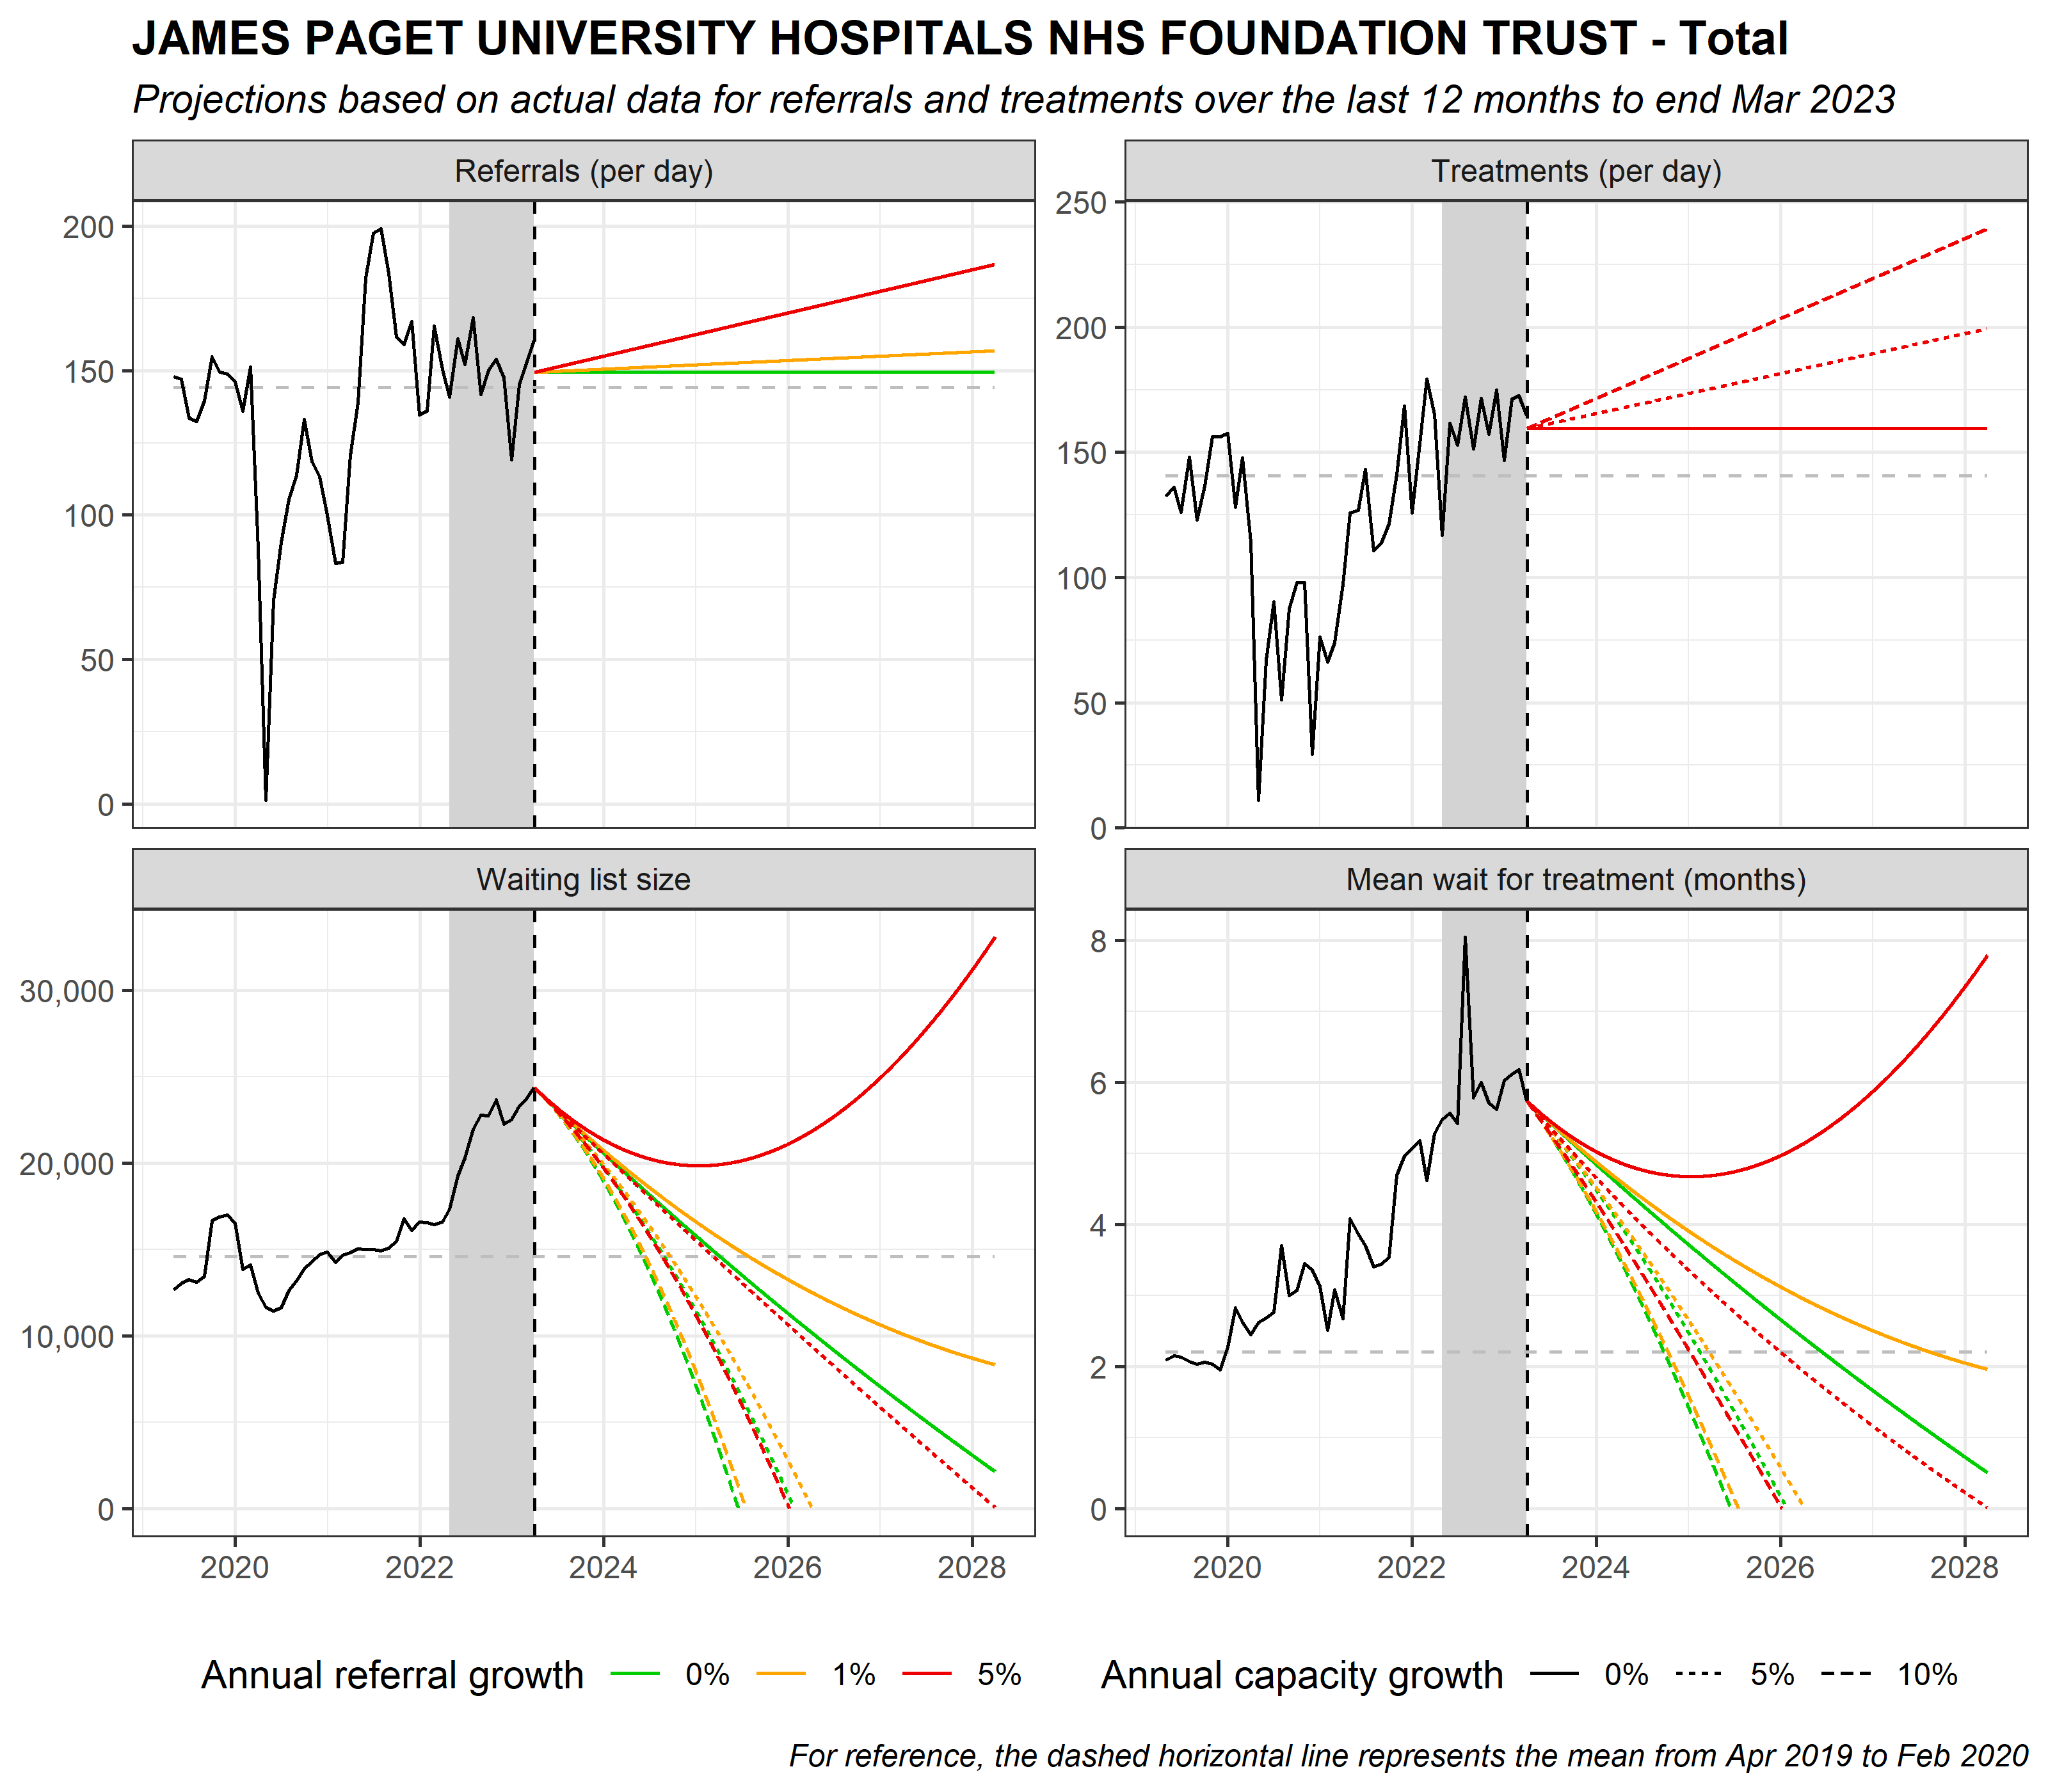 JAMES PAGET UNIVERSITY HOSPITALS NHS FOUNDATION TRUST - Total
Projections based on actual data for referrals and treatments over the last 12 months to end Mar 2023
Referrals (per day)
200
150
100
50
0
Treatments (per day)
250
200
150
100
50
0
Waiting list size
30,000
20,000
10,000
0
2020 2022 2024 2026 2028
Mean wait for treatment (months)
8
6
4
2
0
2020 2022 2024 2026 2028
Annual referral growth 0% 1% 5%
Annual capacity growth 0% 5% 10%
For reference, the dashed horizontal line represents the mean from Apr 2019 to Feb 2020